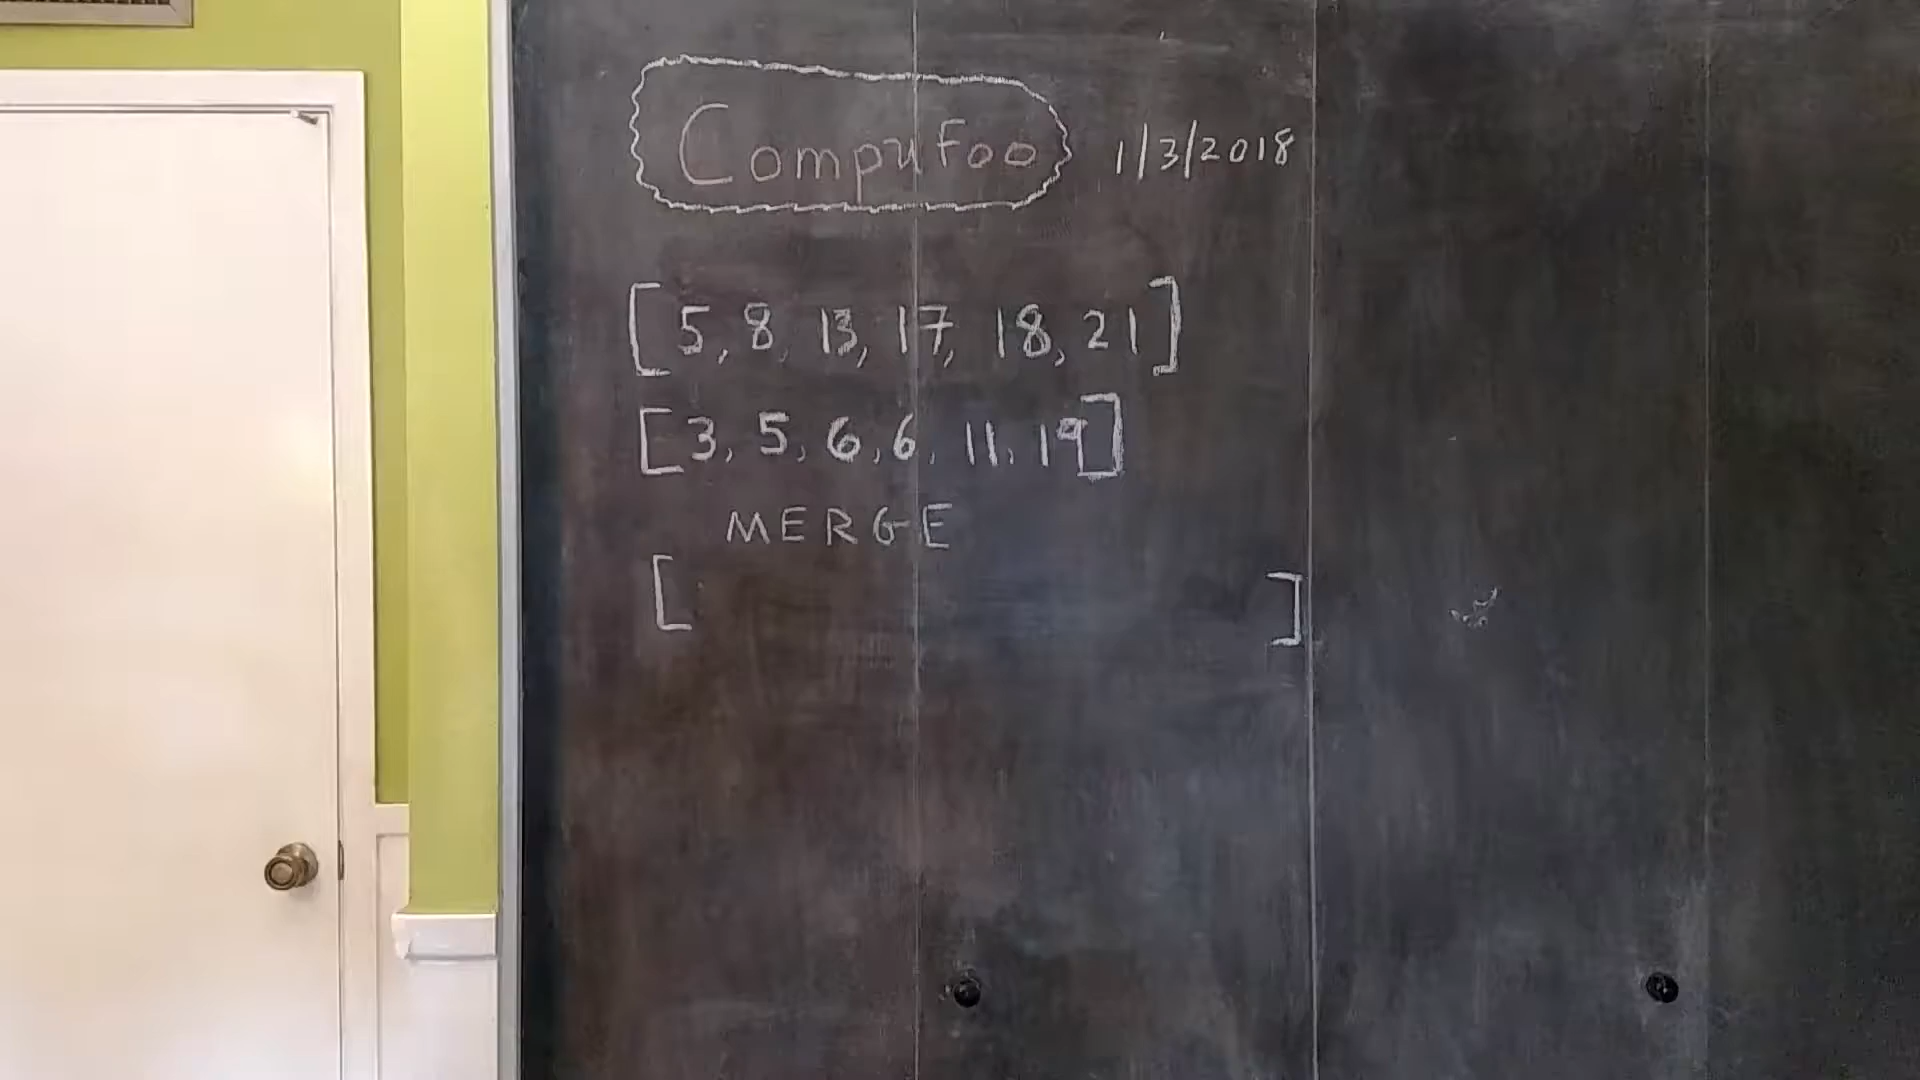 Compufoo 1/3/2018
[5, 8, 13, 17, 18, 21]
[3, 5, 6, 6, 11, 19]
MERGE
[ ]